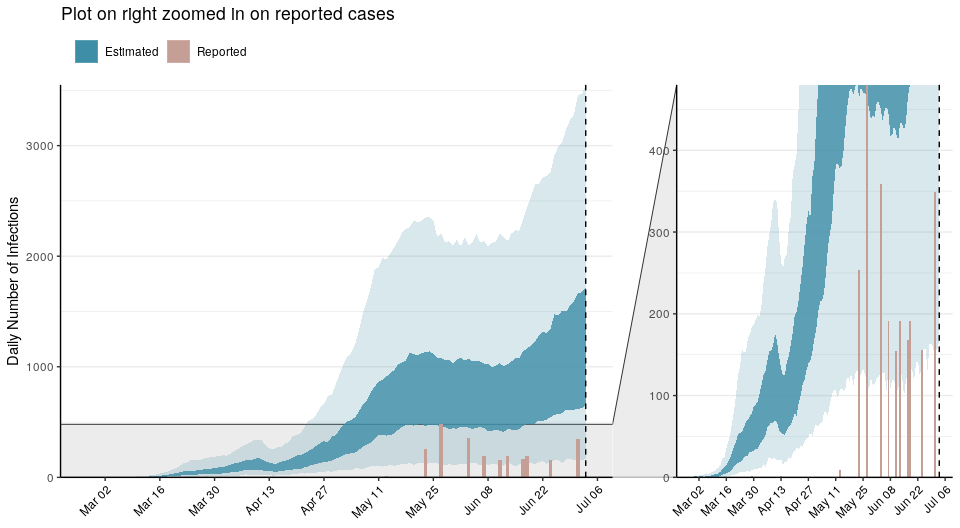 Plot on right zoomed in on reported cases
Estimated Reported
Daily Number of Infections
3000
2000
1000
0
Mar 02 Mar 16 Mar 30 Apr 13 Apr 27 May 11 May 25 Jun 08 Jun 22 Jul 06
400
300
200
100
0
Mar 02 Mar 16 Mar 30 Apr 13 Apr 27 May 11 May 25 Jun 08 Jun 22 Jul 06